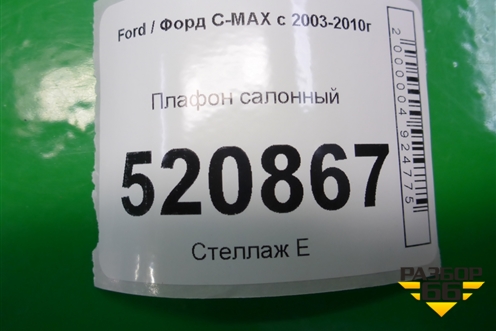 Ford / Форд C-MAX с 2003-2010г
Плафон салонный
520867
Стеллаж Е
2000004924775
РАЗБОР
66